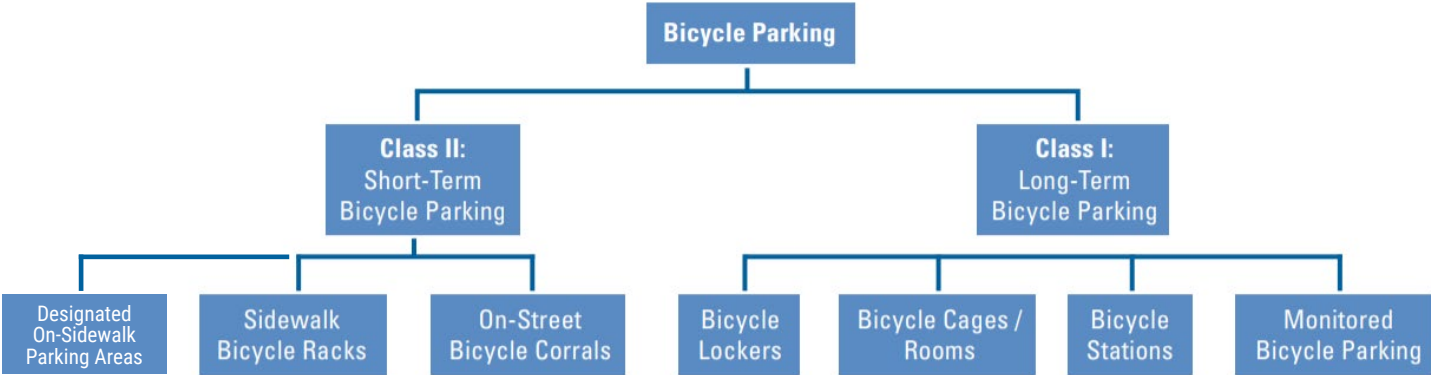 Bicycle Parking
Class II:
Short-Term
Bicycle Parking
Class I:
Long-Term
Bicycle Parking
Designated
On-Sidewalk
Parking Areas
Sidewalk
Bicycle Racks
On-Street
Bicycle Corrals
Bicycle
Lockers
Bicycle Cages /
Rooms
Bicycle
Stations
Monitored
Bicycle Parking